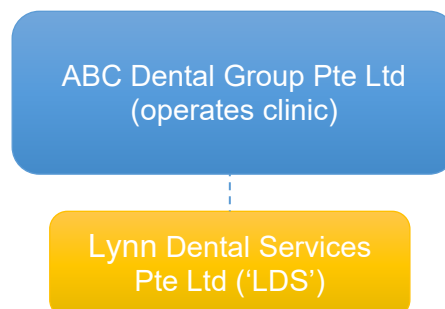 ABC Dental Group Pte Ltd
(operates clinic)
Lynn Dental Services
Pte Ltd (‘LDS’)